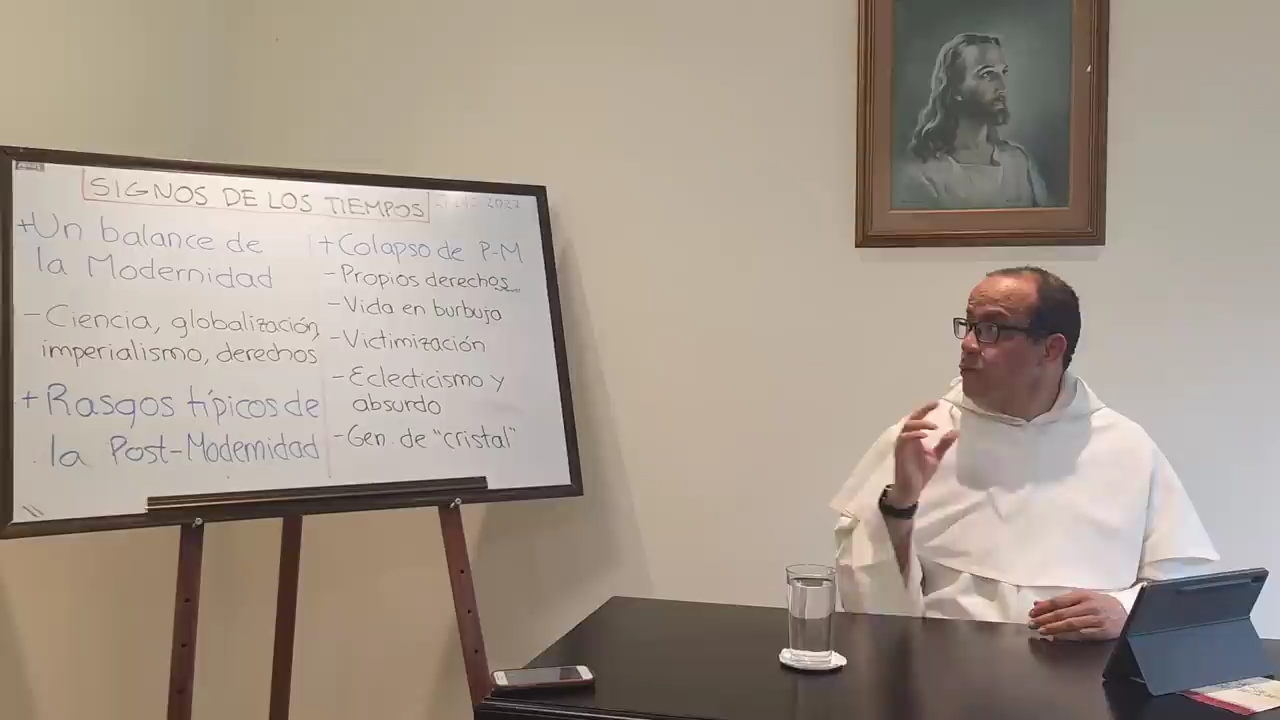 SIGNOS DE LOS TIEMPOS
+Un balance de
la Modernidad
-Ciencia, globalización,
imperialismo, derechos
+Rasgos típicos de
la Post-Modernidad
+Colapso de P-M
-Propios derechos
-Vida en burbuja
-Victimización
-Eclecticismo y
absurdo
-Gen. de "cristal"